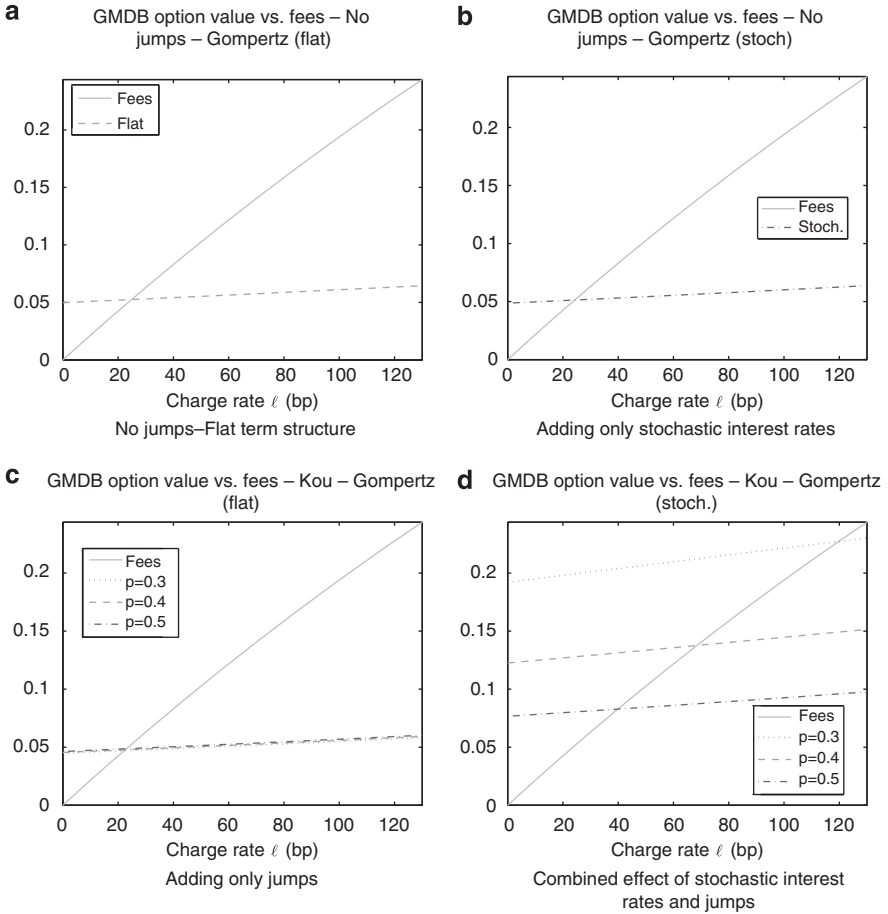 a
GMDB option value vs. fees – No
jumps – Gompertz (flat)
Fees
Flat
0.2
0.15
0.1
0.05
0
0 20 40 60 80 100 120
Charge rate ℓ (bp)
No jumps–Flat term structure
b
GMDB option value vs. fees – No
jumps – Gompertz (stoch)
Fees
Stoch.
0.2
0.15
0.1
0.05
0
0 20 40 60 80 100 120
Charge rate ℓ (bp)
Adding only stochastic interest rates
c
GMDB option value vs. fees – Kou – Gompertz
(flat)
Fees
p=0.3
p=0.4
p=0.5
0.2
0.15
0.1
0.05
0
0 20 40 60 80 100 120
Charge rate ℓ (bp)
Adding only jumps
d
GMDB option value vs. fees – Kou – Gompertz
(stoch.)
0.2
0.15
0.1
0.05
0
Fees
p=0.3
p=0.4
p=0.5
0 20 40 60 80 100 120
Charge rate ℓ (bp)
Combined effect of stochastic interest
rates and jumps